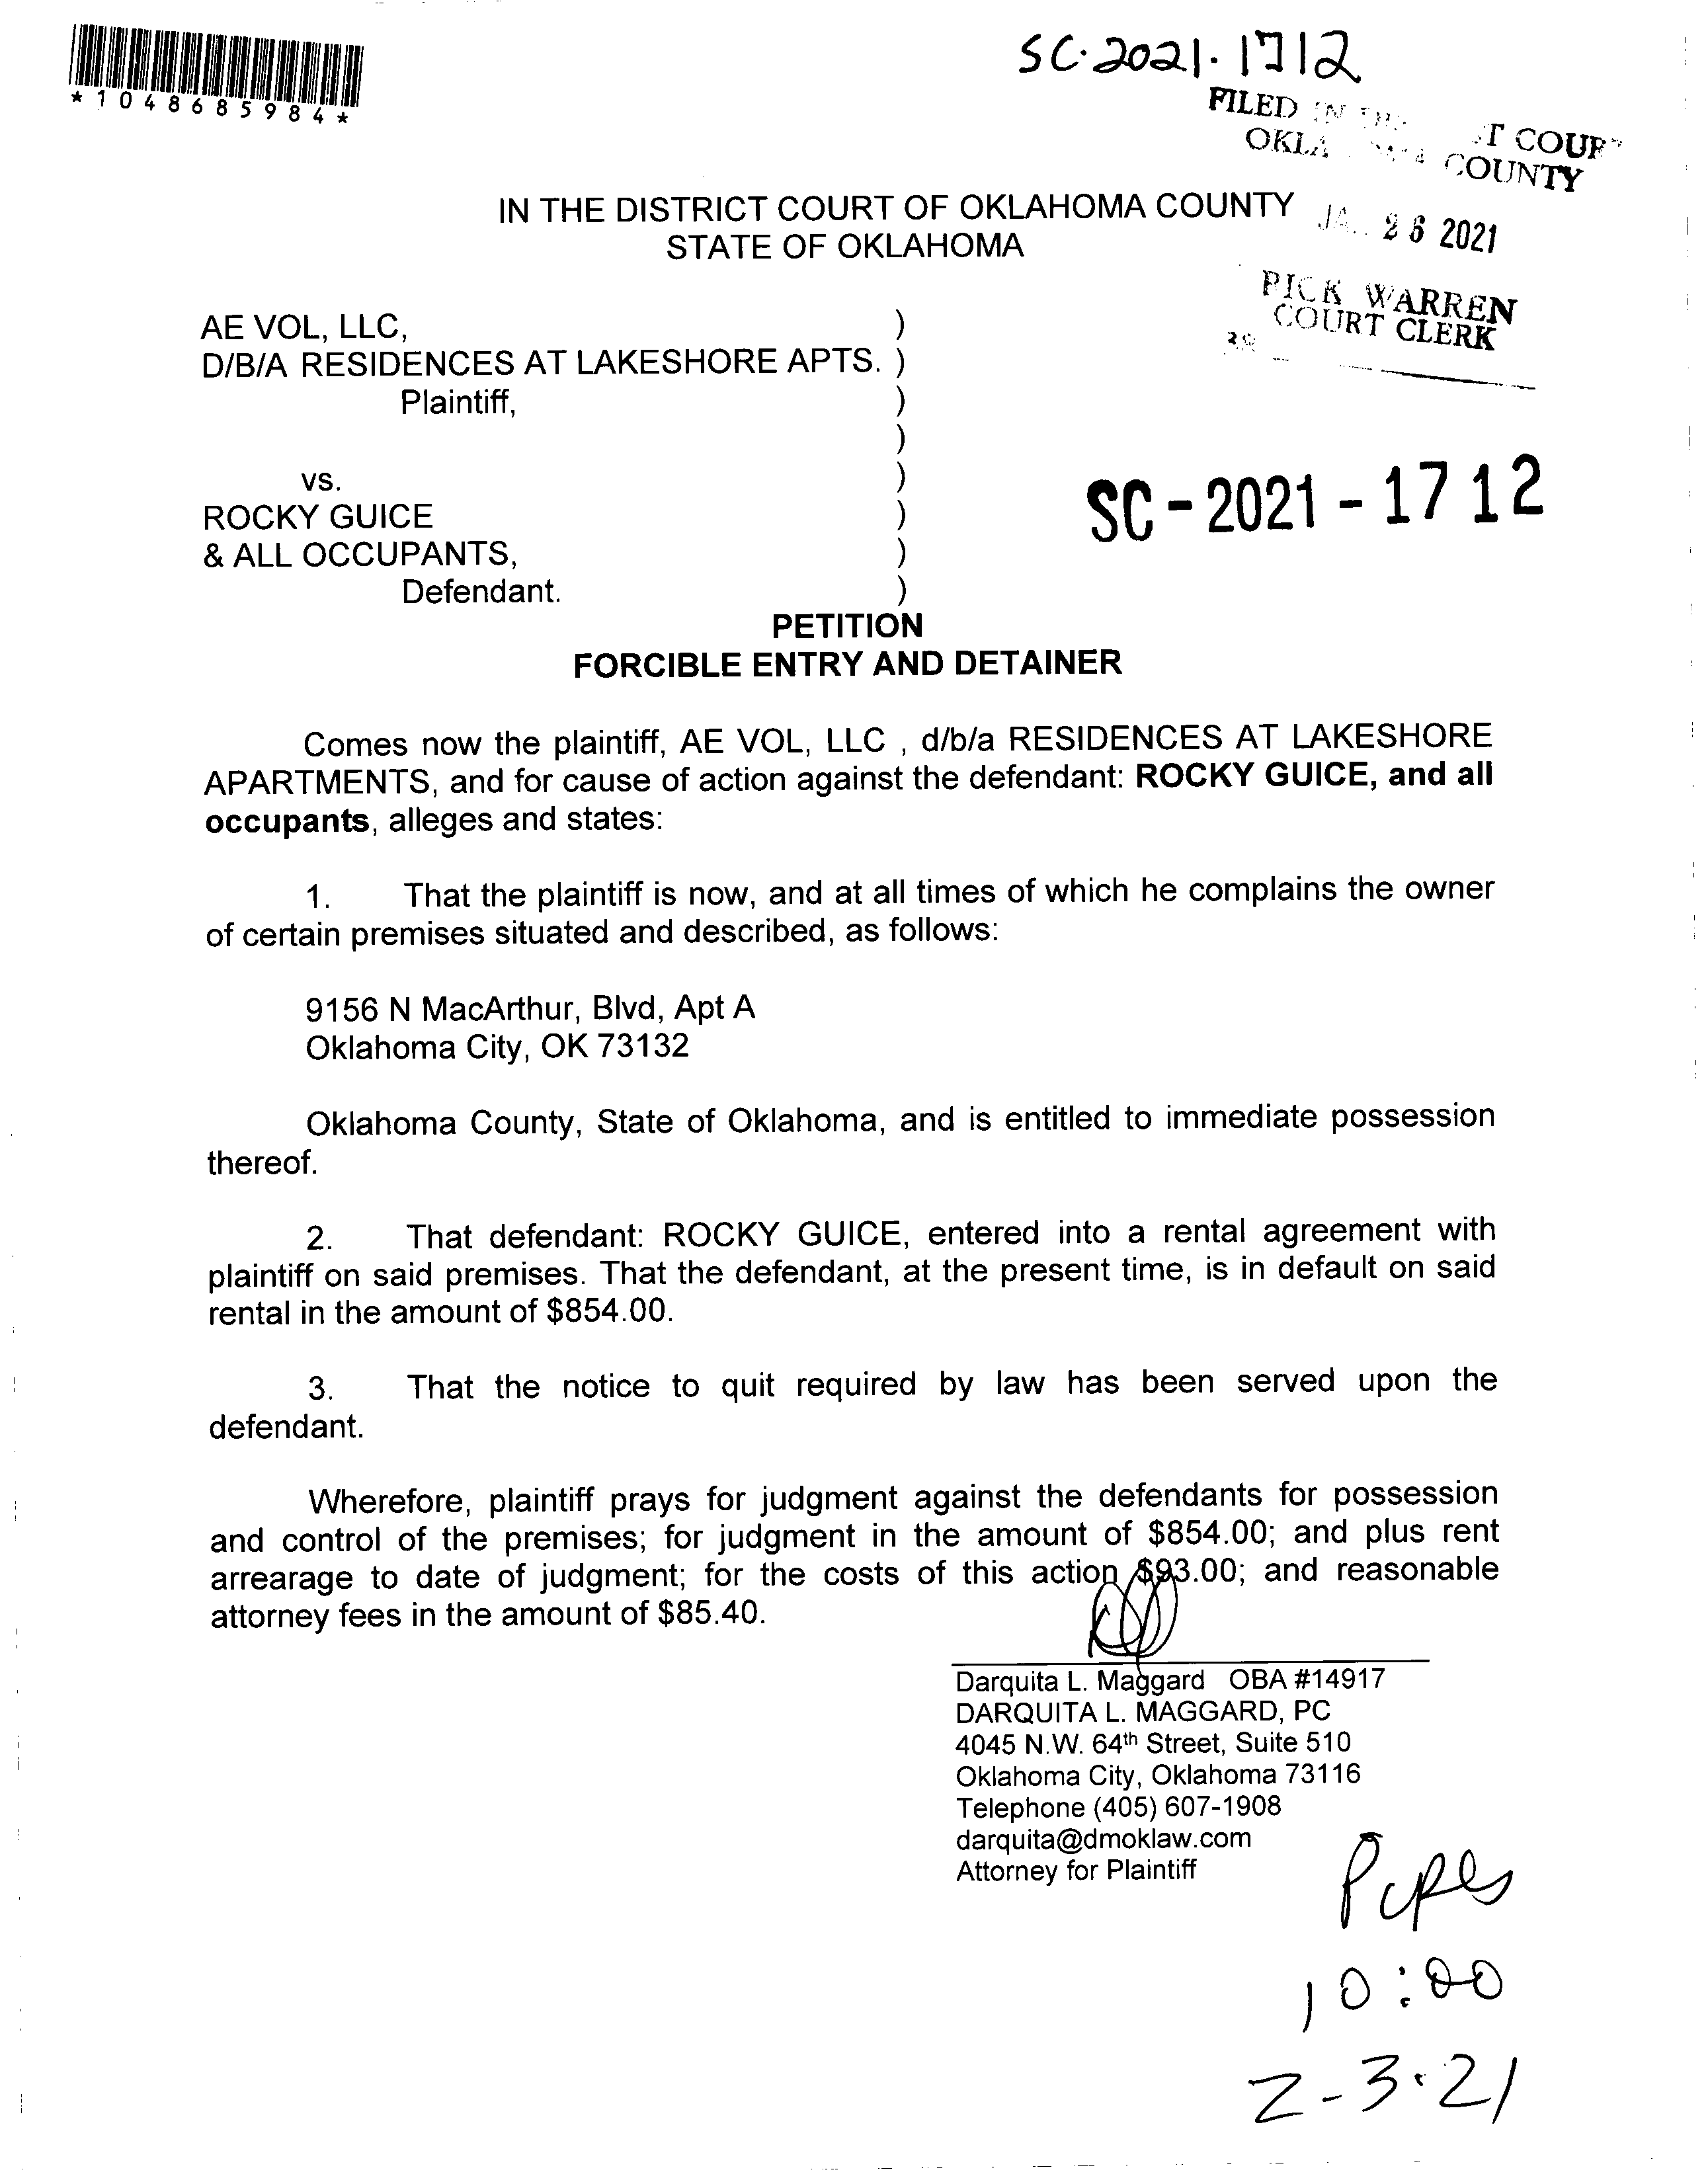 *1048685984*
SC-2021-1712
FILED IN THE COURT
OKLA COUNTY
IN THE DISTRICT COURT OF OKLAHOMA COUNTY
STATE OF OKLAHOMA
26 2021
WARREN
COURT CLERK
AE VOL, LLC, )
D/B/A RESIDENCES AT LAKESHORE APTS. )
Plaintiff, )
)
vs. )
ROCKY GUICE )
& ALL OCCUPANTS, )
Defendant. )
SC-2021-1712
PETITION
FORCIBLE ENTRY AND DETAINER
Comes now the plaintiff, AE VOL, LLC , d/b/a RESIDENCES AT LAKESHORE
APARTMENTS, and for cause of action against the defendant: ROCKY GUICE, and all
occupants, alleges and states:
1. That the plaintiff is now, and at all times of which he complains the owner
of certain premises situated and described, as follows:
9156 N MacArthur, Blvd, Apt A
Oklahoma City, OK 73132
Oklahoma County, State of Oklahoma, and is entitled to immediate possession
thereof.
2. That defendant: ROCKY GUICE, entered into a rental agreement with
plaintiff on said premises. That the defendant, at the present time, is in default on said
rental in the amount of $854.00.
3. That the notice to quit required by law has been served upon the
defendant.
Wherefore, plaintiff prays for judgment against the defendants for possession
and control of the premises; for judgment in the amount of $854.00; and plus rent
arrearage to date of judgment; for the costs of this action $93.00; and reasonable
attorney fees in the amount of $85.40.
Darquita L. Maggard OBA #14917
DARQUITA L. MAGGARD, PC
4045 N.W. 64th Street, Suite 510
Oklahoma City, Oklahoma 73116
Telephone (405) 607-1908
darquita@dmoklaw.com
Attorney for Plaintiff
10:00
2-3-21